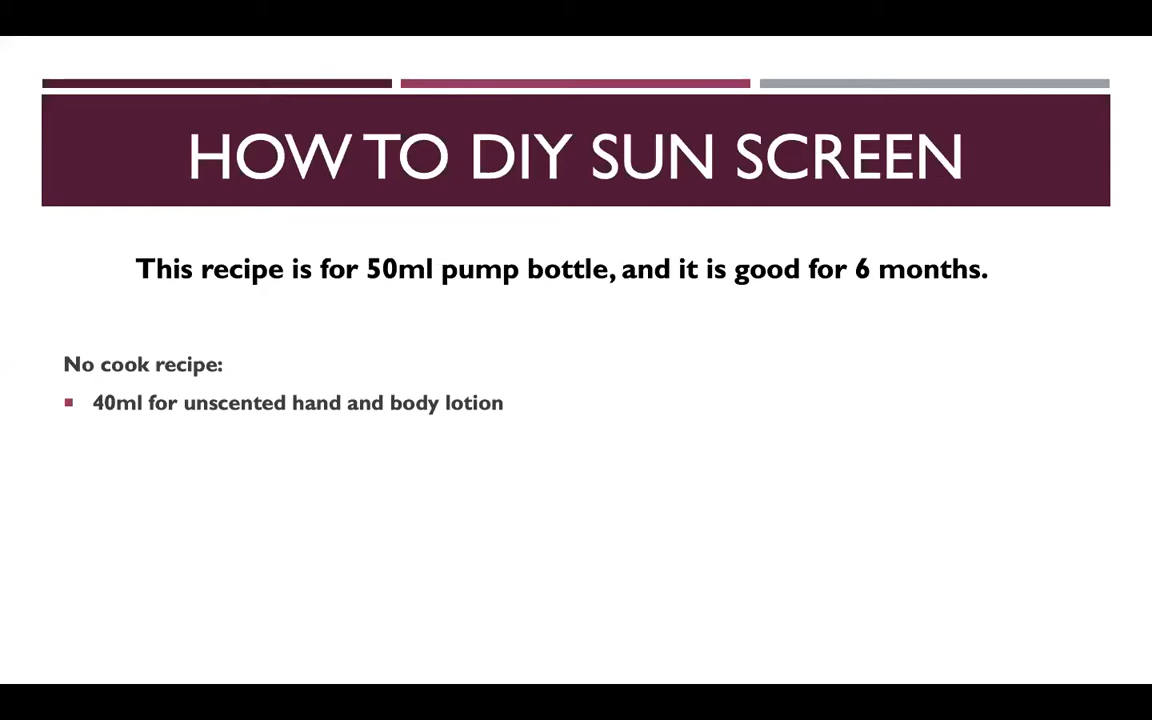 HOW TO DIY SUN SCREEN
This recipe is for 50ml pump bottle, and it is good for 6 months.
No cook recipe:
40ml for unscented hand and body lotion